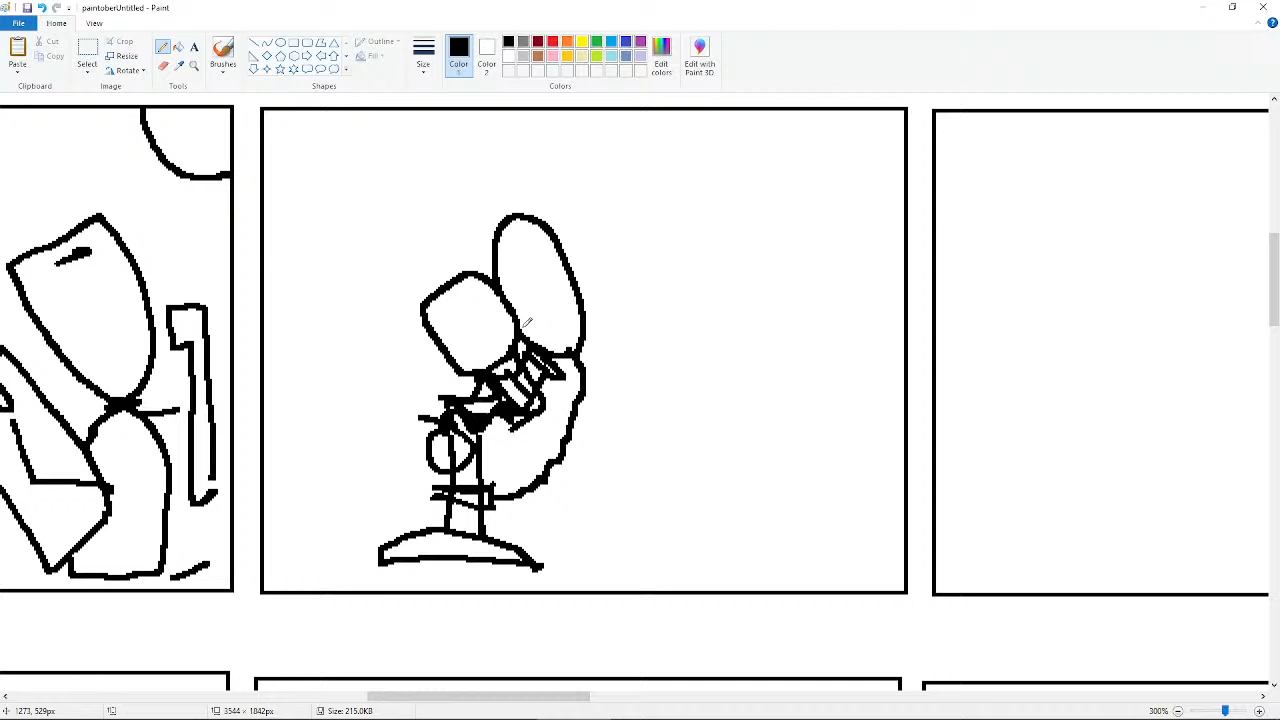 paintoberUntitled - Paint
File Home View
Paste
Cut
Copy
Clipboard
Select
Crop
Resize
Rotate
Image
A
Tools
Brushes
Outline
Fill
Shapes
Size
Color
1
Color
2
Edit
colors
Colors
Edit with
Paint 3D
1273, 529px
3544 × 1842px
Size: 215.0KB
300%